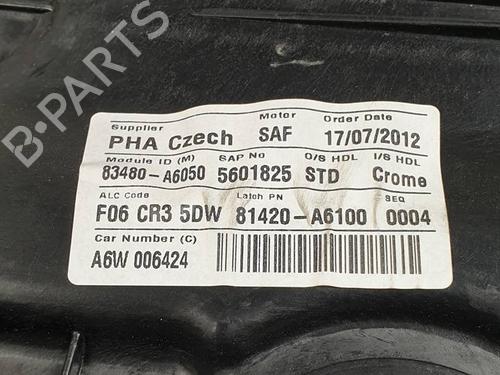 Supplier Motor Order Date
PHA Czech SAF 17/07/2012
Module ID (M) SAP No O/S HDL I/S HDL
83480-A6050 5601825 STD Crome
ALC Code Latch PN SEQ
F06 CR3 5DW 81420-A6100 0004
Car Number (C)
A6W 006424